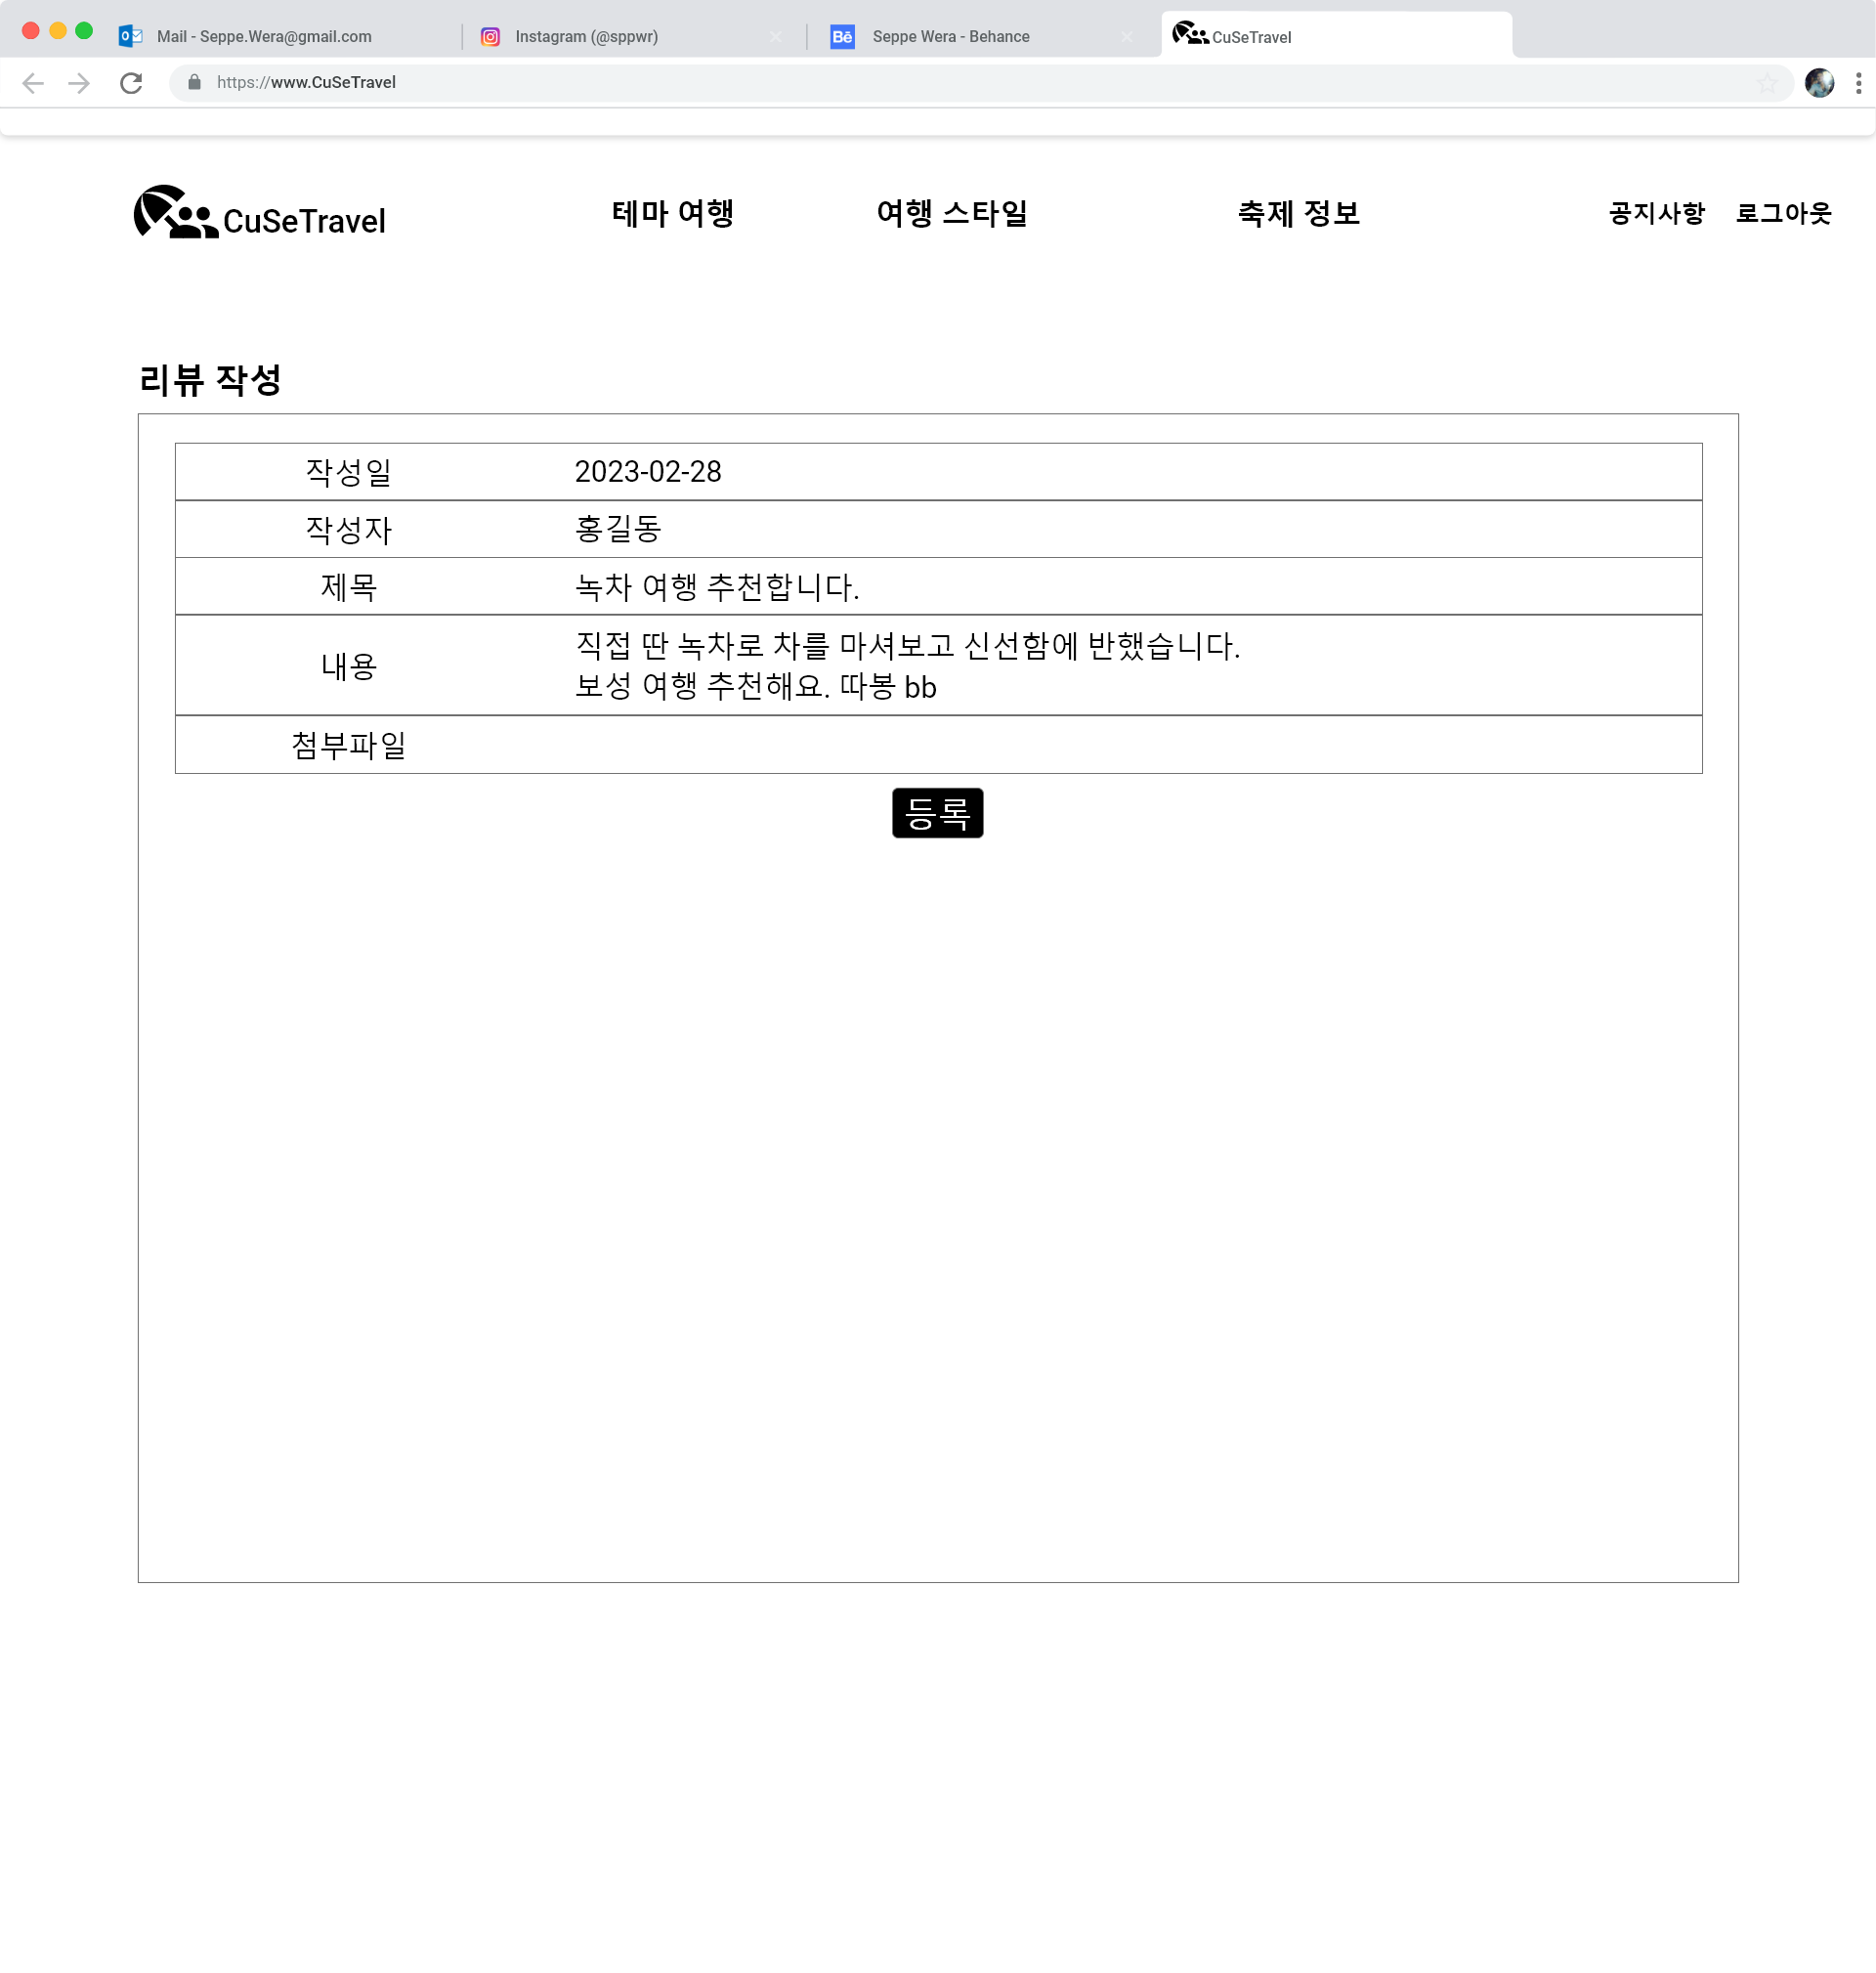 Mail - Seppe.Wera@gmail.com
Instagram (@sppwr)
Bē
Seppe Wera - Behance
CuSeTravel
https://www.CuSeTravel
CuSeTravel
테마 여행
여행 스타일
축제 정보
공지사항
로그아웃
리뷰 작성
작성일 2023-02-28
작성자 홍길동
제목 녹차 여행 추천합니다.
내용
직접 딴 녹차로 차를 마셔보고 신선함에 반했습니다.
보성 여행 추천해요. 따봉 bb
첨부파일
등록